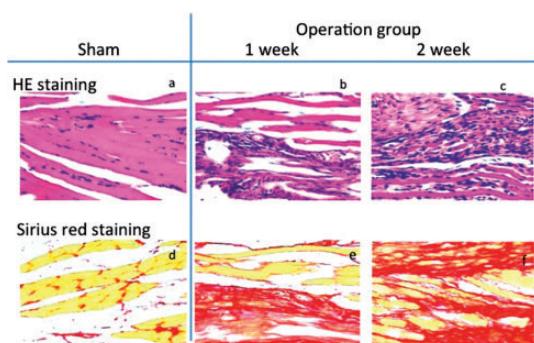 Operation group
Sham 1 week 2 week
HE staining
a b c
Sirius red staining
d e f